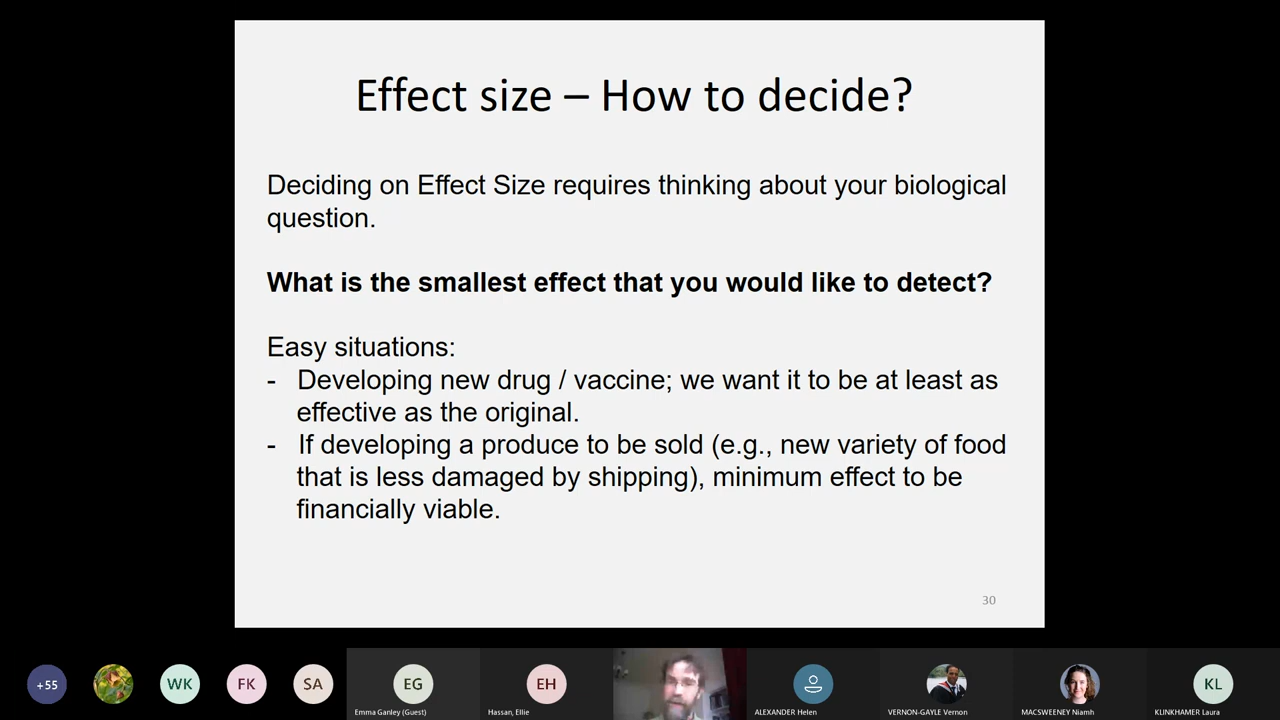 Effect size – How to decide?
Deciding on Effect Size requires thinking about your biological
question.
What is the smallest effect that you would like to detect?
Easy situations:
- Developing new drug / vaccine; we want it to be at least as
effective as the original.
- If developing a produce to be sold (e.g., new variety of food
that is less damaged by shipping), minimum effect to be
financially viable.
30
+55
WK
FK
SA
EG
EH
KL
Emma Ganley (Guest)
Hassan, Ellie
ALEXANDER Helen
VERNON-GAYLE Vernon
MACSWEENEY Niamh
KLINKHAMER Laura